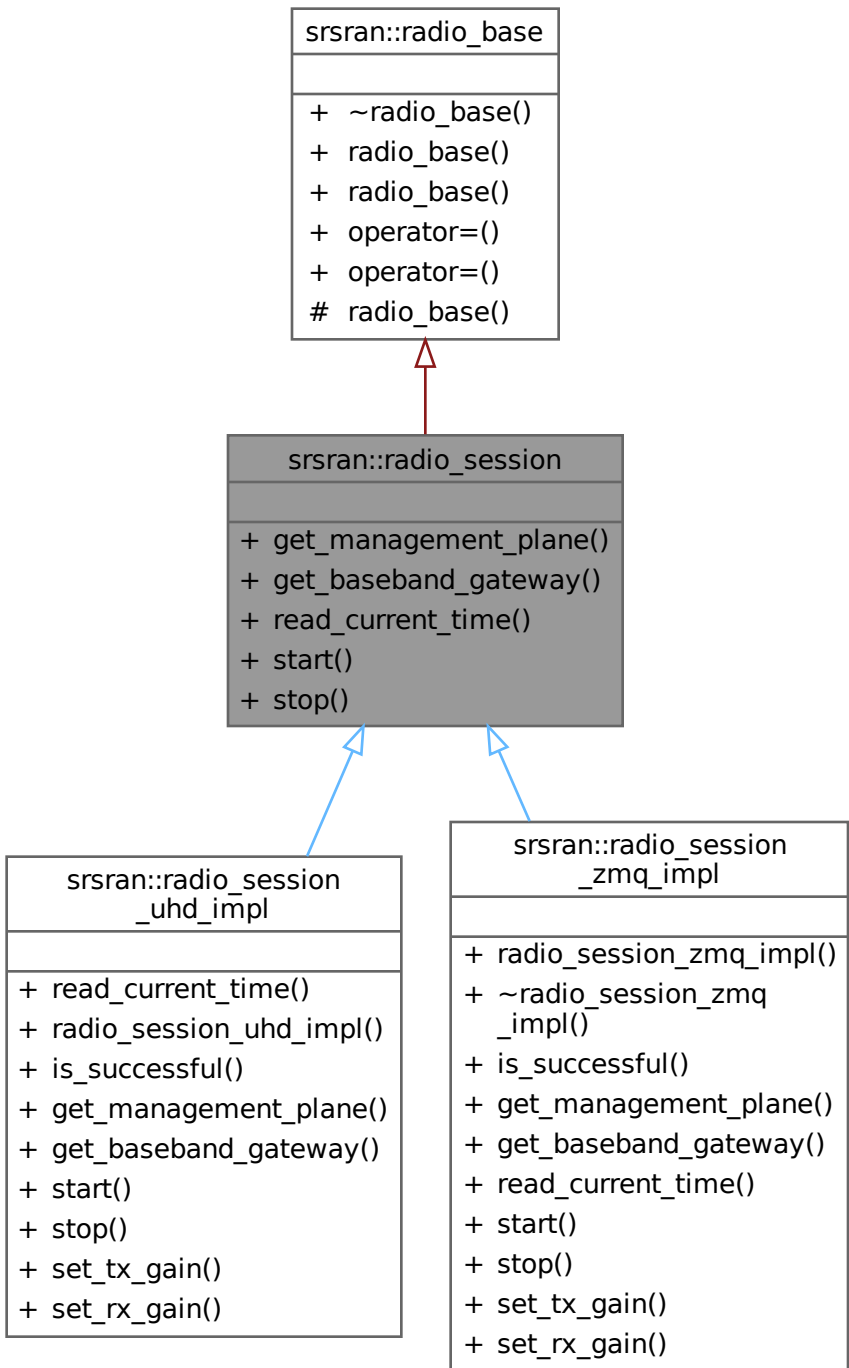 srsran::radio_base
+ ~radio_base()
+ radio_base()
+ radio_base()
+ operator=()
+ operator=()
# radio_base()
srsran::radio_session
+ get_management_plane()
+ get_baseband_gateway()
+ read_current_time()
+ start()
+ stop()
srsran::radio_session
_uhd_impl
+ read_current_time()
+ radio_session_uhd_impl()
+ is_successful()
+ get_management_plane()
+ get_baseband_gateway()
+ start()
+ stop()
+ set_tx_gain()
+ set_rx_gain()
srsran::radio_session
_zmq_impl
+ radio_session_zmq_impl()
+ ~radio_session_zmq
_impl()
+ is_successful()
+ get_management_plane()
+ get_baseband_gateway()
+ read_current_time()
+ start()
+ stop()
+ set_tx_gain()
+ set_rx_gain()